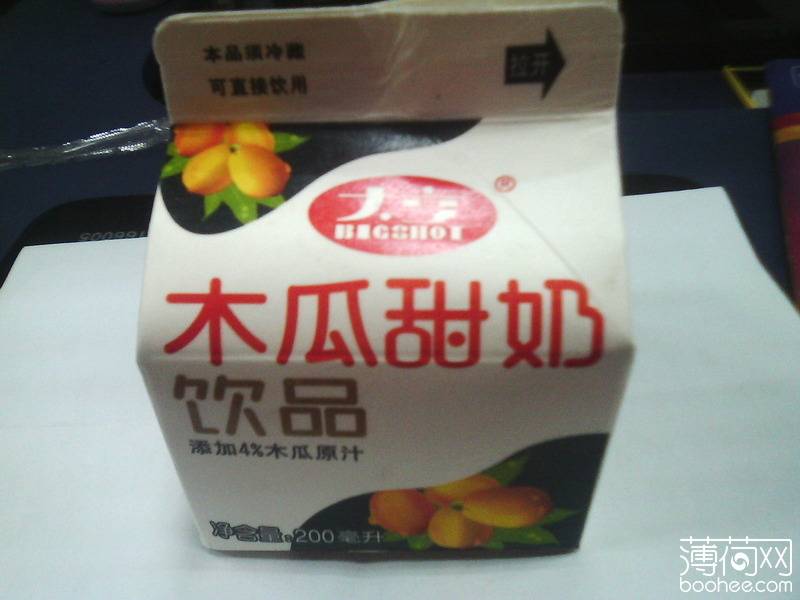 本品须冷藏
可直接饮用
拉开
大亨
®
BIGSHOT
木瓜甜奶
饮品
添加4%木瓜原汁
净含量:200毫升
薄荷网
boohee.com